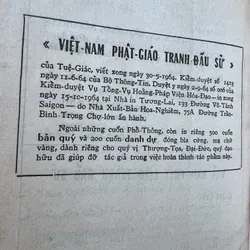 « VIỆT-NAM PHẬT-GIÁO TRANH-ĐẤU SỬ »
của Tuệ-Giác, viết xong ngày 30-5-1964. Kiểm-duyệt số 1425
ngày 11-6-64 của Bộ Thông-Tin. Duyệt y ngày 2-9-64 của C.S.
Kiểm-duyệt Vụ Tổng-Vụ Hoằng-Pháp Viện-Hóa-Đạo — in xong
ngày 15-10-1964 tại Nhà in Tương-Lai, 133 Đường Võ-Tánh
Saigon — do Nhà Xuất-Bản Hoa-Nghiêm, 75A Đường Trần-
Bình-Trọng Chợ-lớn ấn hành.
Ngoài những cuốn Phổ-Thông, còn in riêng 500 cuốn
bản quý và 200 cuốn danh dự đóng bìa cứng, mạ chữ
vàng, dành riêng cho quý vị Thượng-Tọa, Đại-Đức, quý đạo
hữu đã giúp đỡ tác giả trong việc hoàn thành tác phẩm này.